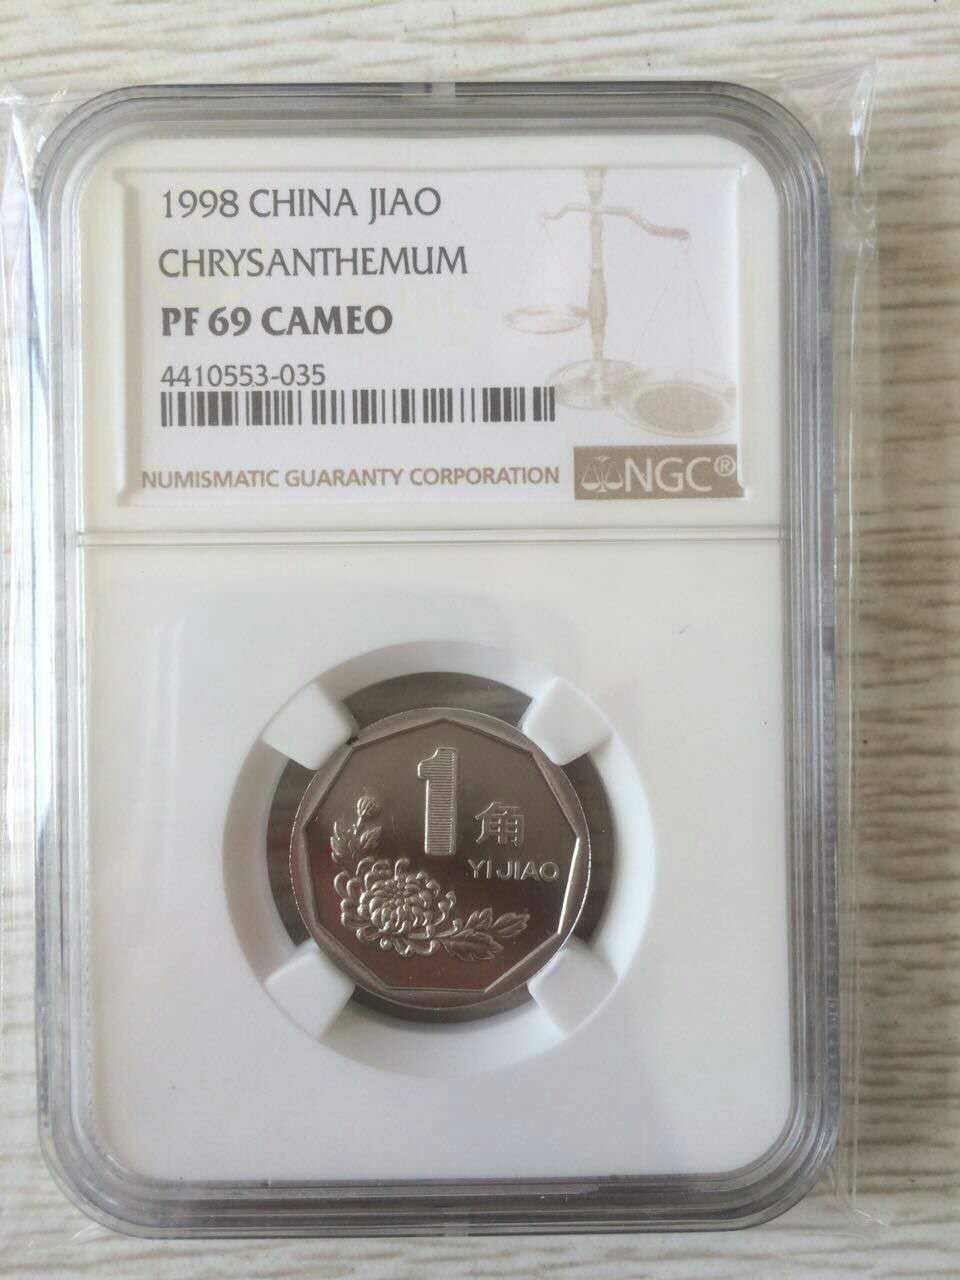 1998 CHINA JIAO
CHRYSANTHEMUM
PF 69 CAMEO
4410553-035
NUMISMATIC GUARANTY CORPORATION NGC®
1
角
YI JIAO